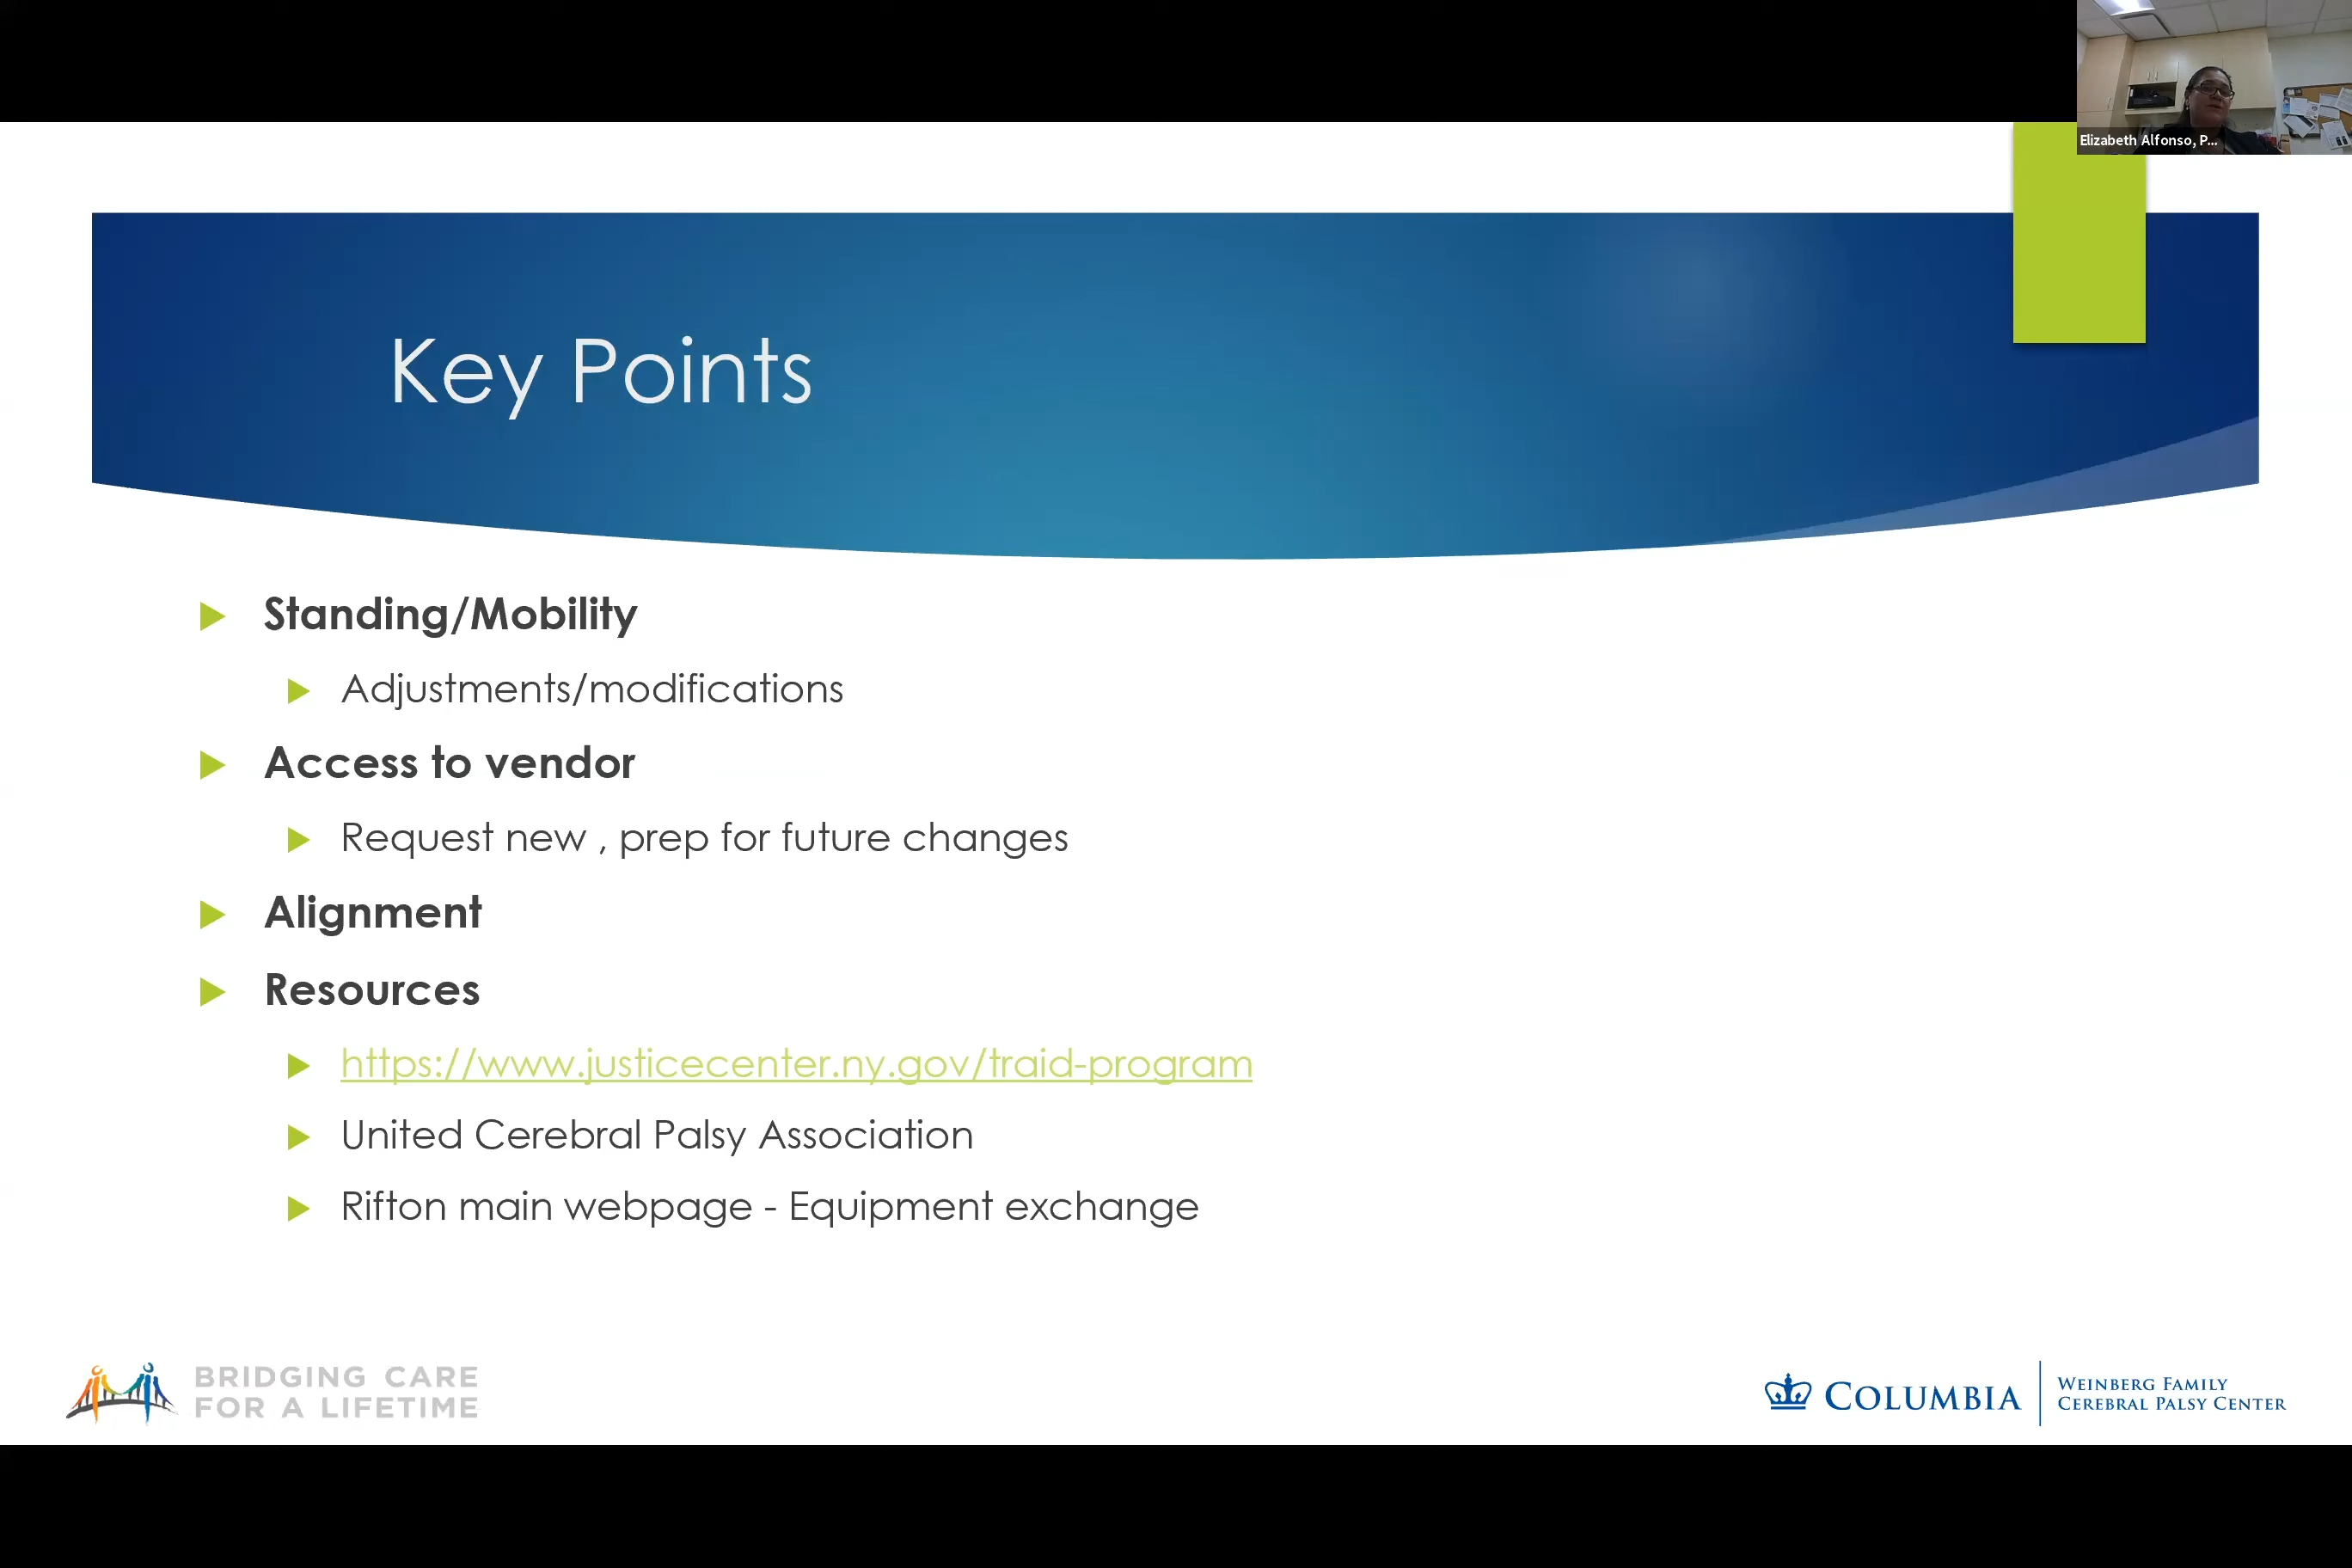 Elizabeth Alfonso, P...
Key Points
Standing/Mobility
Adjustments/modifications
Access to vendor
Request new , prep for future changes
Alignment
Resources
https://www.justicecenter.ny.gov/traid-program
United Cerebral Palsy Association
Rifton main webpage - Equipment exchange
BRIDGING CARE
FOR A LIFETIME
COLUMBIA
WEINBERG FAMILY
CEREBRAL PALSY CENTER